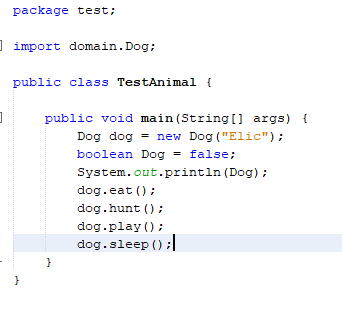 package test;
import domain.Dog;
public class TestAnimal {
public void main(String[] args) {
Dog dog = new Dog("Elic");
boolean Dog = false;
System.out.println(Dog);
dog.eat();
dog.hunt();
dog.play();
dog.sleep();
}
}